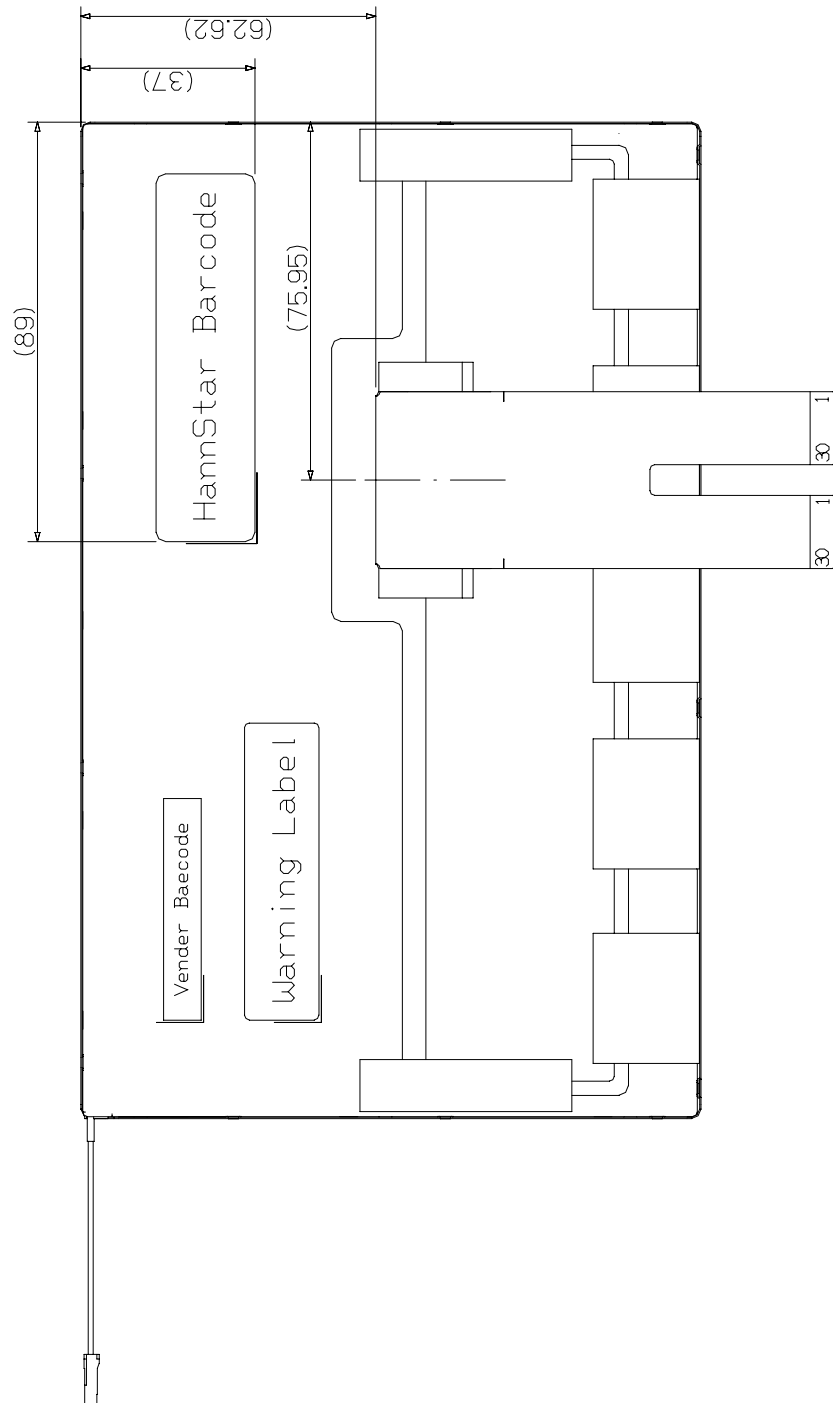 (62.62)
(37)
(89)
(75.95)
HannStar Barcode
Warning Label
Vender Baecode
1
30
1
30